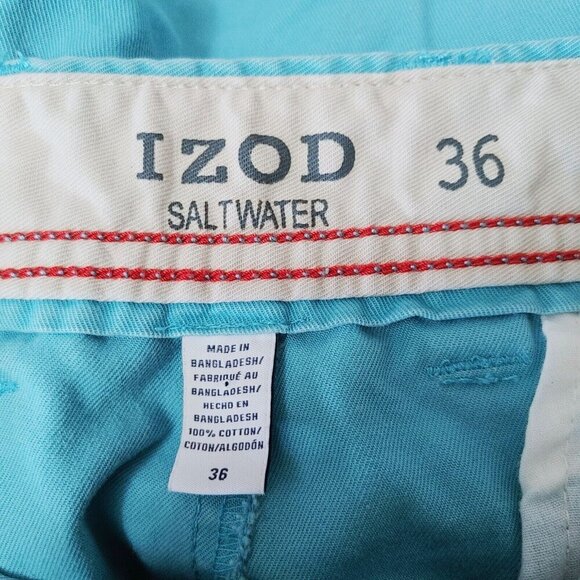 IZOD 36
SALTWATER
MADE IN
BANGLADESH/
FABRIQUÉ AU
BANGLADESH/
HECHO EN
BANGLADESH
100% COTTON/
COTON/ALGODÓN
36